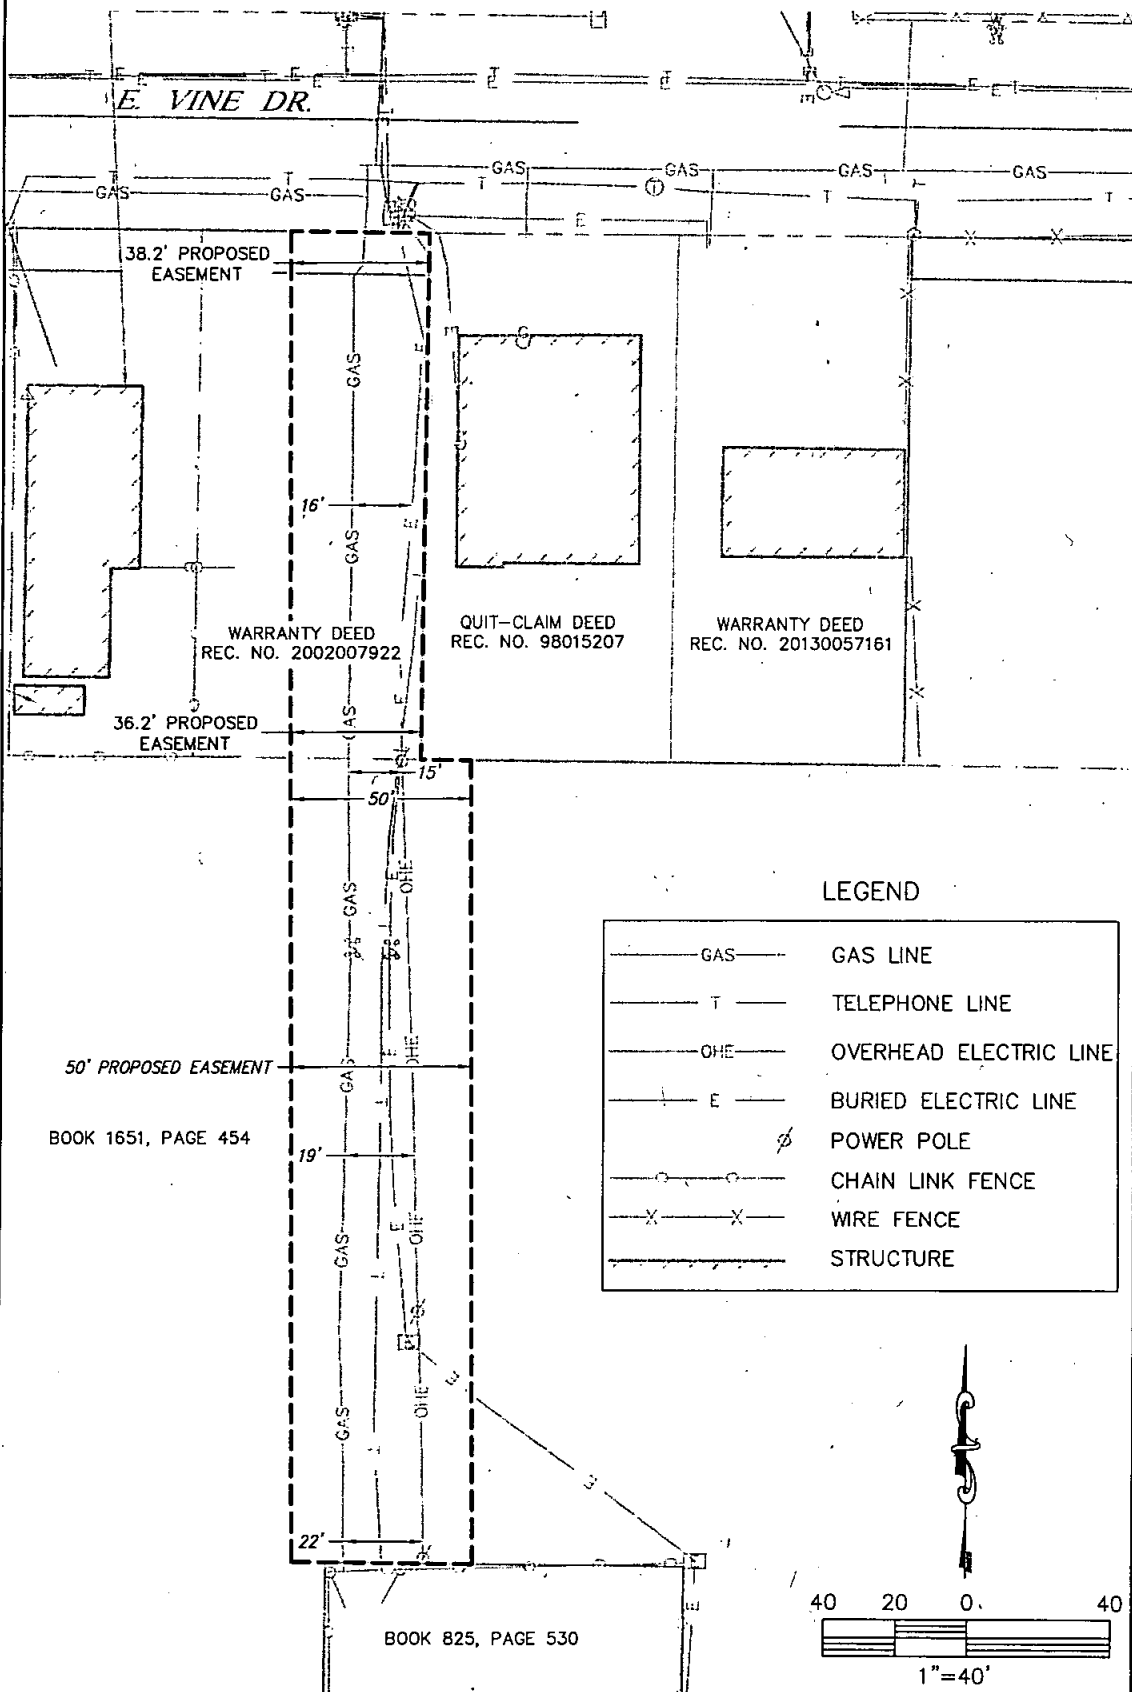 T E T E E T E T E E E E T
E. VINE DR.
GAS GAS GAS GAS
T T T T T T
GAS GAS E
38.2' PROPOSED
EASEMENT
E E
GAS
16'
E
GAS
WARRANTY DEED
REC. NO. 2002007922
QUIT-CLAIM DEED
REC. NO. 98015207
WARRANTY DEED
REC. NO. 20130057161
E
GAS
36.2' PROPOSED
EASEMENT
15'
50'
E OHE
GAS
LEGEND
GAS GAS LINE
T TELEPHONE LINE
OHE OVERHEAD ELECTRIC LINE
E BURIED ELECTRIC LINE
POWER POLE
CHAIN LINK FENCE
X X WIRE FENCE
STRUCTURE
E OHE
50' PROPOSED EASEMENT
GAS
BOOK 1651, PAGE 454
19'
E OHE
GAS
E
OHE
GAS
E
22'
E
BOOK 825, PAGE 530
40 20 0 40
1"=40'